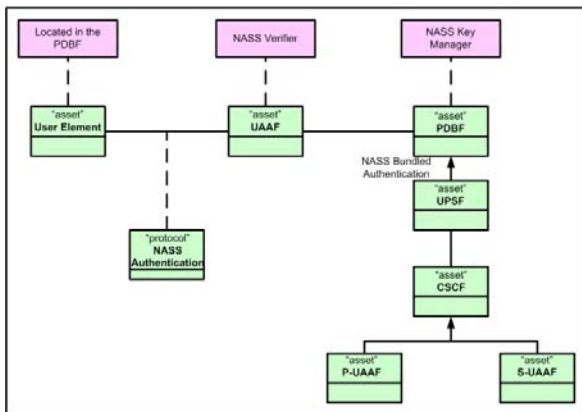 Located in the
PDBF
NASS Verifier
NASS Key
Manager
"asset"
User Element
"asset"
UAAF
"asset"
PDBF
NASS Bundled
Authentication
"asset"
UPSF
"protocol"
NASS
Authentication
"asset"
CSCF
"asset"
P-UAAF
"asset"
S-UAAF